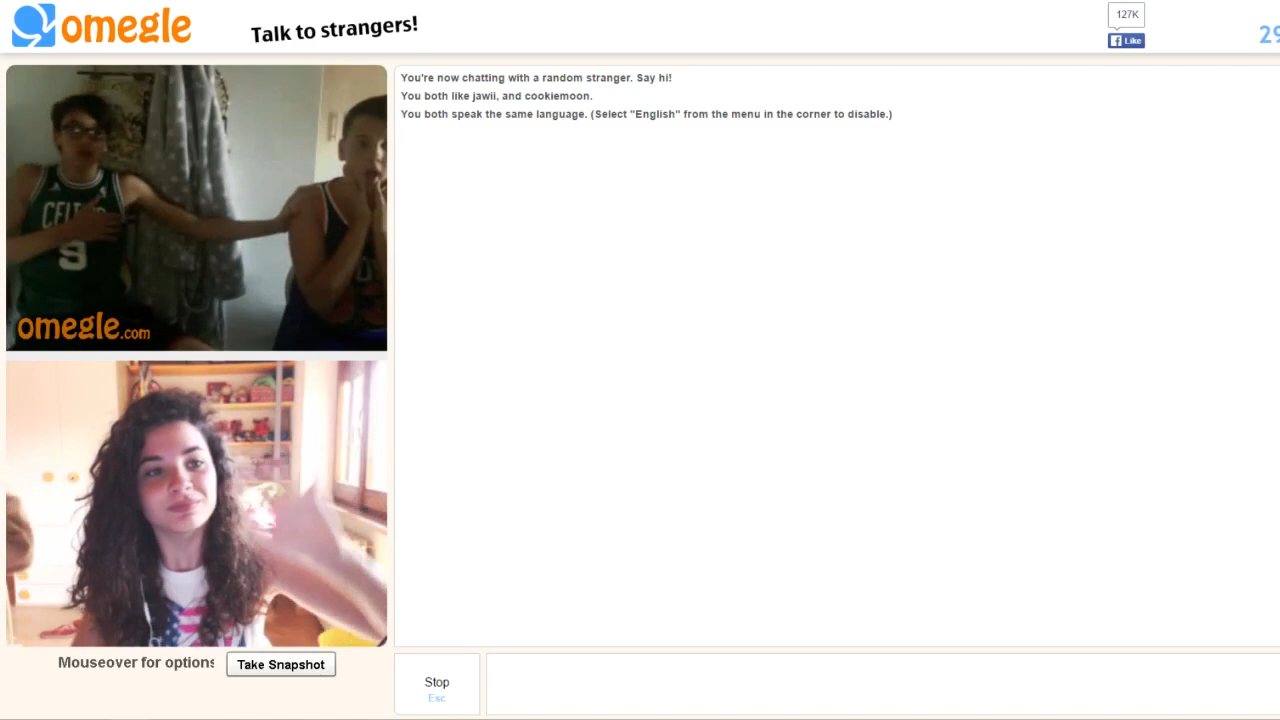 omegle
Talk to strangers!
127K
Like
You're now chatting with a random stranger. Say hi!
You both like jawii, and cookiemoon.
You both speak the same language. (Select "English" from the menu in the corner to disable.)
9
omegle.com
Mouseover for options
Take Snapshot
Stop
Esc